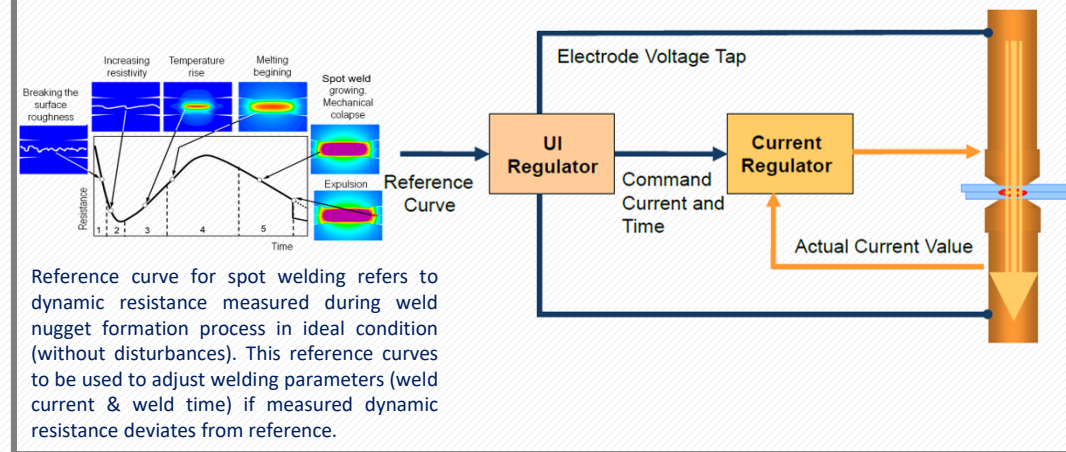 Increasing
resistivity
Temperature
rise
Melting
begining
Spot weld
growing.
Mechanical
colapse
Breaking the
surface
roughness
Expulsion
Resistance
1 2 3 4 5
Time
Reference
Curve
Electrode Voltage Tap
UI
Regulator
Command
Current and
Time
Current
Regulator
Actual Current Value
Reference curve for spot welding refers to
dynamic resistance measured during weld
nugget formation process in ideal condition
(without disturbances). This reference curves
to be used to adjust welding parameters (weld
current & weld time) if measured dynamic
resistance deviates from reference.